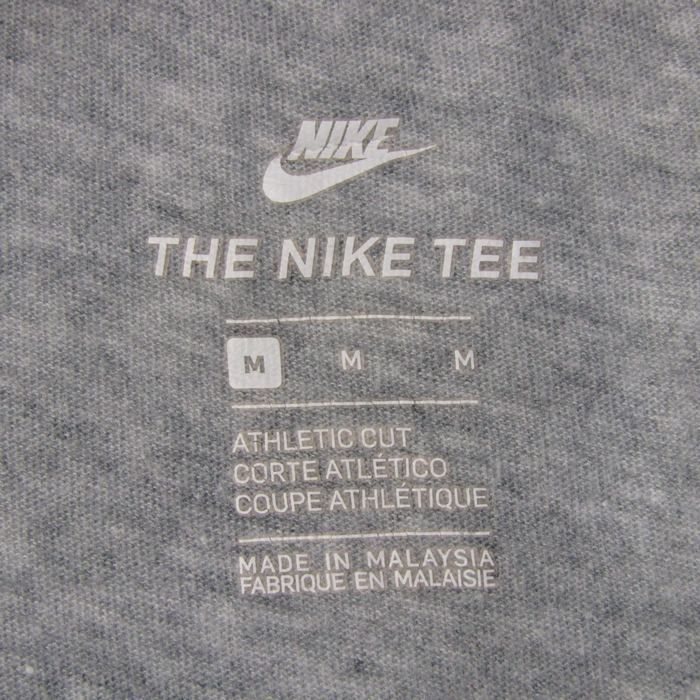 NIKE
THE NIKE TEE
M M M
ATHLETIC CUT
CORTE ATLÉTICO
COUPE ATHLÉTIQUE
MADE IN MALAYSIA
FABRIQUE EN MALAISIE